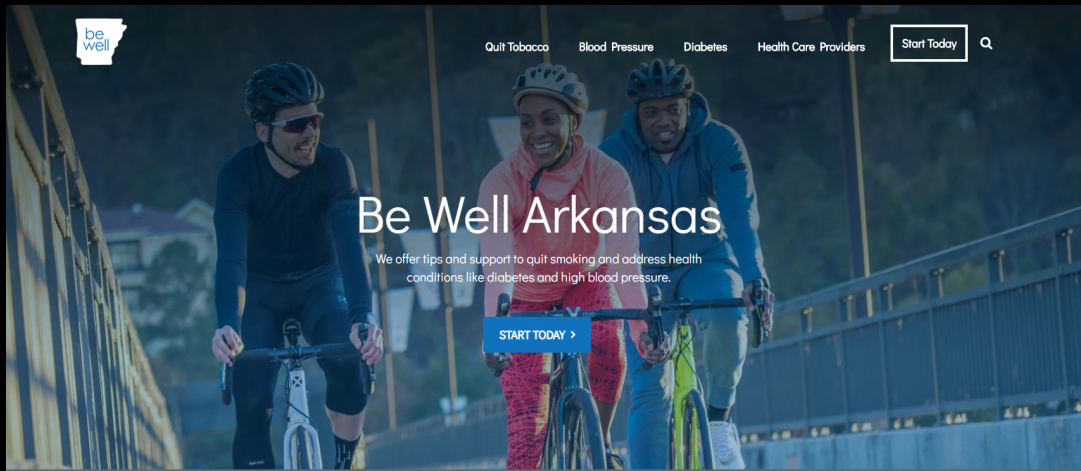 be
well
Quit Tobacco
Blood Pressure
Diabetes
Health Care Providers
Start Today
Be Well Arkansas
We offer tips and support to quit smoking and address health
conditions like diabetes and high blood pressure.
START TODAY >